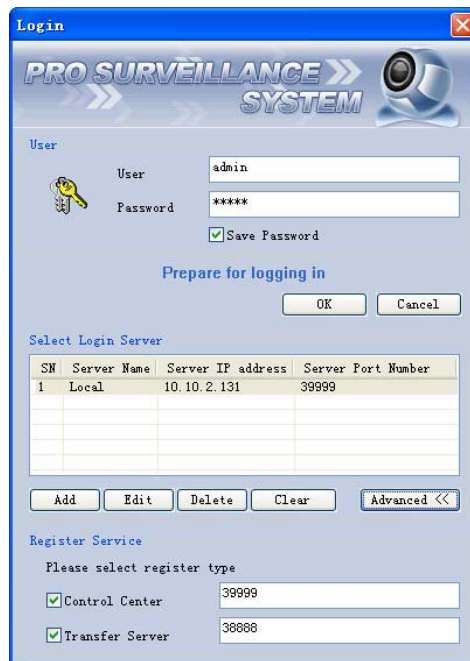 Login
PRO SURVEILLANCE
SYSTEM
User
User admin
Password *****
Save Password
Prepare for logging in
OK Cancel
Select Login Server
SN Server Name Server IP address Server Port Number
1 Local 10.10.2.131 39999
Add Edit Delete Clear Advanced <<
Register Service
Please select register type
Control Center 39999
Transfer Server 38888